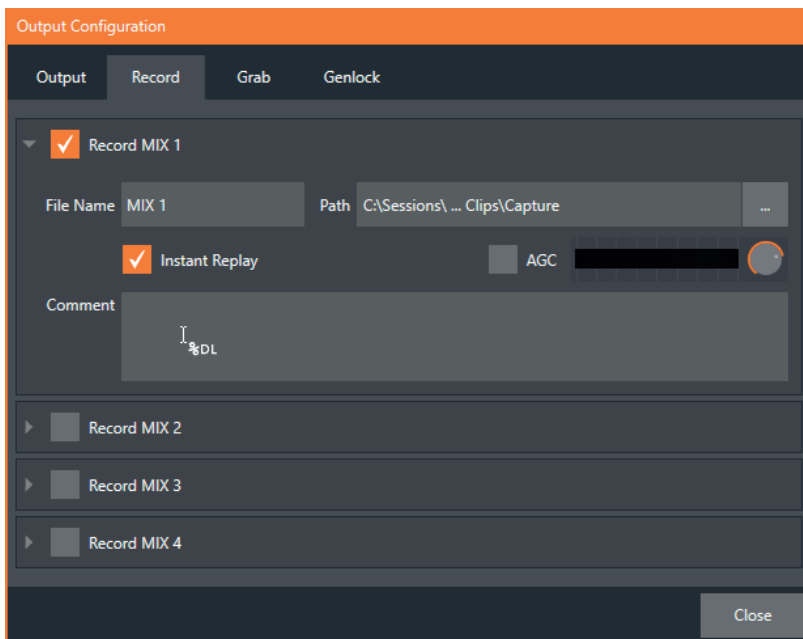 Output Configuration
Output Record Grab Genlock
Record MIX 1
File Name MIX 1 Path C:\Sessions\ ... Clips\Capture ...
Instant Replay AGC
Comment
%DL
Record MIX 2
Record MIX 3
Record MIX 4
Close